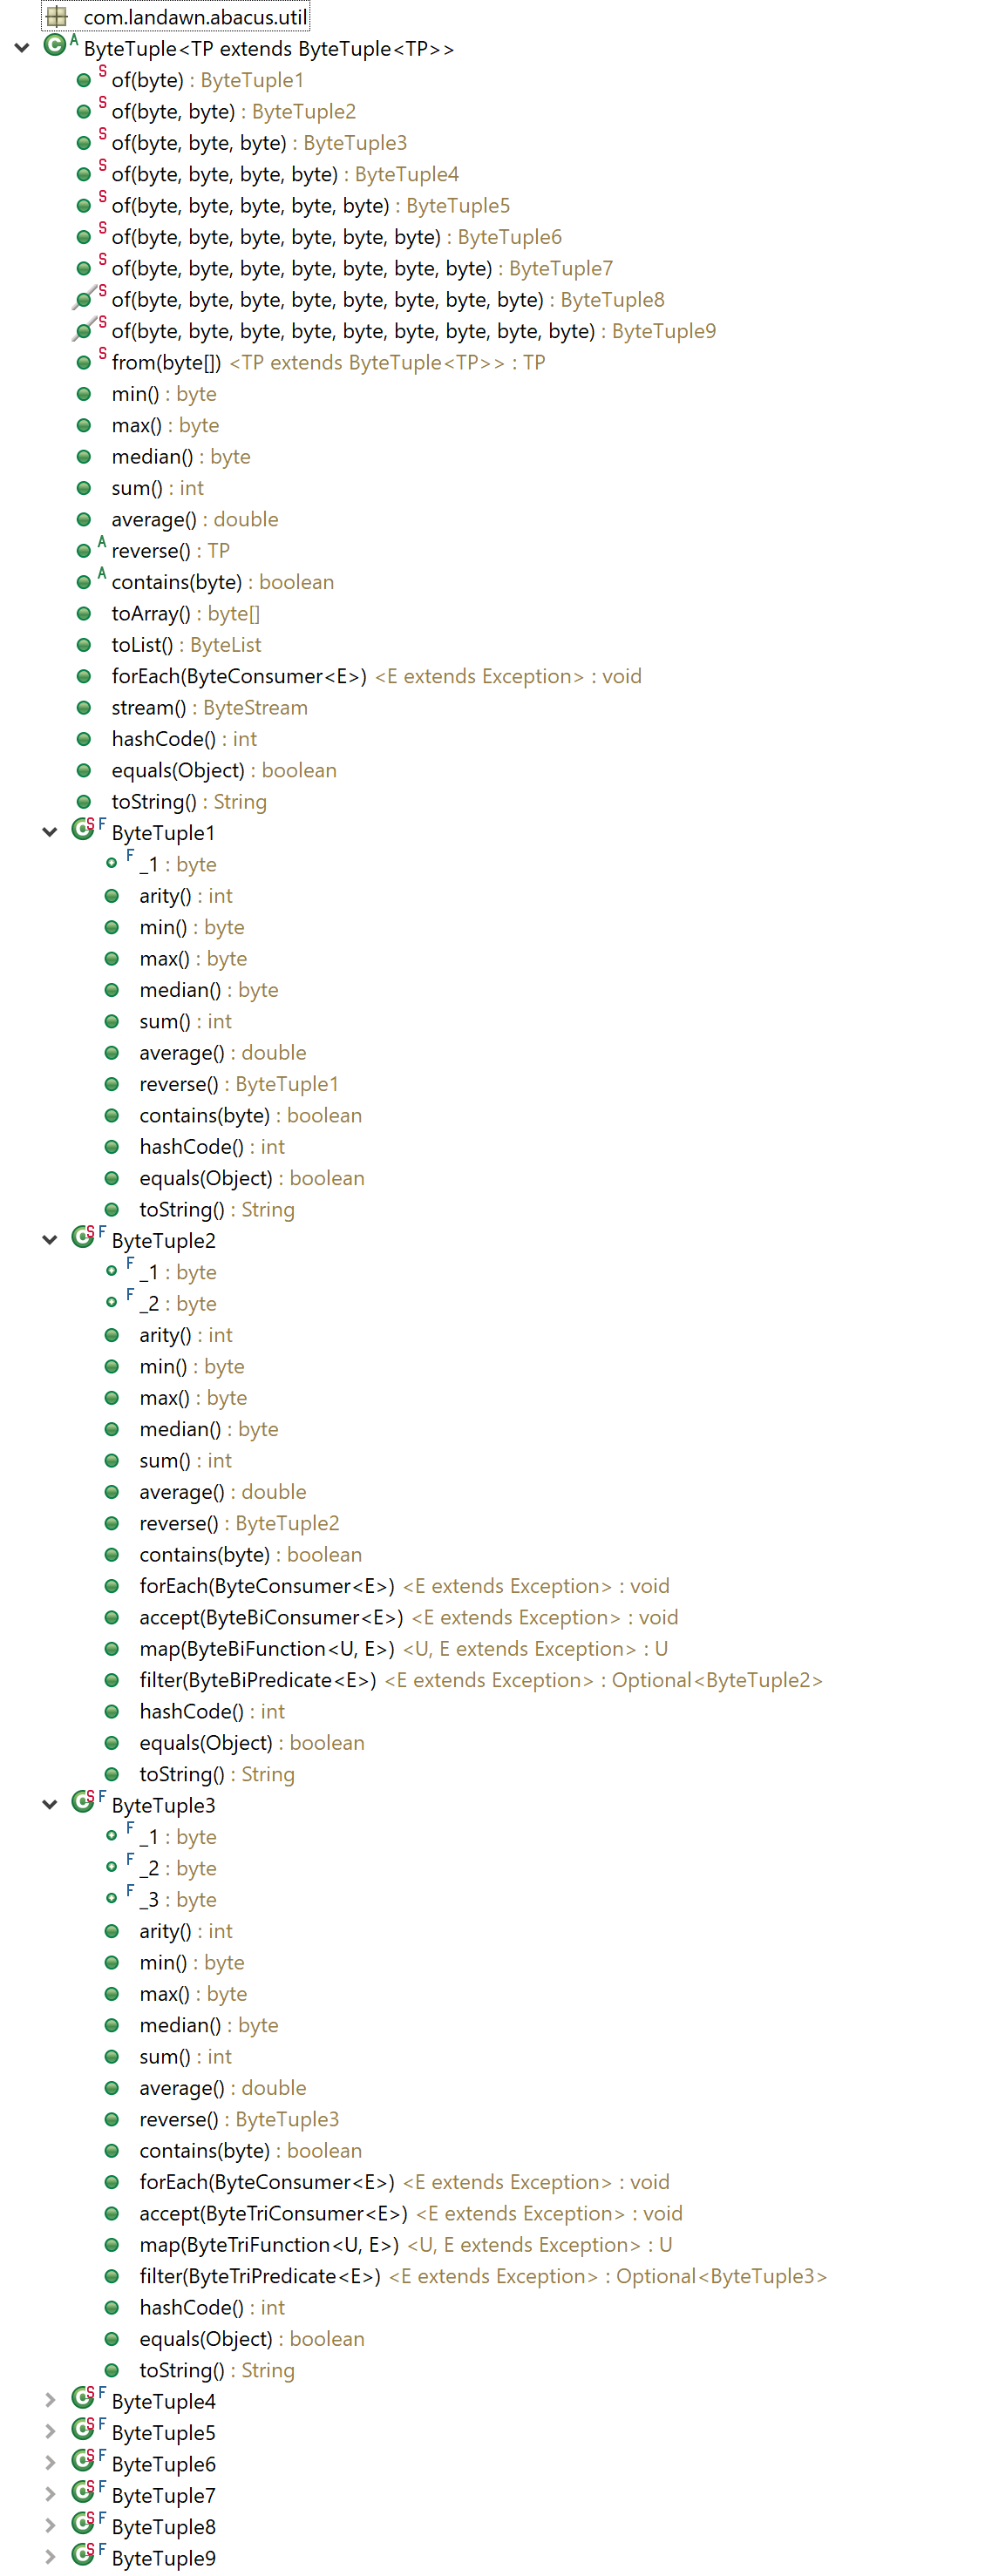 com.landawn.abacus.util
A ByteTuple<TP extends ByteTuple<TP>>
S of(byte) : ByteTuple1
S of(byte, byte) : ByteTuple2
S of(byte, byte, byte) : ByteTuple3
S of(byte, byte, byte, byte) : ByteTuple4
S of(byte, byte, byte, byte, byte) : ByteTuple5
S of(byte, byte, byte, byte, byte, byte) : ByteTuple6
S of(byte, byte, byte, byte, byte, byte, byte) : ByteTuple7
S of(byte, byte, byte, byte, byte, byte, byte, byte) : ByteTuple8
S of(byte, byte, byte, byte, byte, byte, byte, byte, byte) : ByteTuple9
S from(byte[]) <TP extends ByteTuple<TP>> : TP
min() : byte
max() : byte
median() : byte
sum() : int
average() : double
A reverse() : TP
A contains(byte) : boolean
toArray() : byte[]
toList() : ByteList
forEach(ByteConsumer<E>) <E extends Exception> : void
stream() : ByteStream
hashCode() : int
equals(Object) : boolean
toString() : String
S F ByteTuple1
F _1 : byte
arity() : int
min() : byte
max() : byte
median() : byte
sum() : int
average() : double
reverse() : ByteTuple1
contains(byte) : boolean
hashCode() : int
equals(Object) : boolean
toString() : String
S F ByteTuple2
F _1 : byte
F _2 : byte
arity() : int
min() : byte
max() : byte
median() : byte
sum() : int
average() : double
reverse() : ByteTuple2
contains(byte) : boolean
forEach(ByteConsumer<E>) <E extends Exception> : void
accept(ByteBiConsumer<E>) <E extends Exception> : void
map(ByteBiFunction<U, E>) <U, E extends Exception> : U
filter(ByteBiPredicate<E>) <E extends Exception> : Optional<ByteTuple2>
hashCode() : int
equals(Object) : boolean
toString() : String
S F ByteTuple3
F _1 : byte
F _2 : byte
F _3 : byte
arity() : int
min() : byte
max() : byte
median() : byte
sum() : int
average() : double
reverse() : ByteTuple3
contains(byte) : boolean
forEach(ByteConsumer<E>) <E extends Exception> : void
accept(ByteTriConsumer<E>) <E extends Exception> : void
map(ByteTriFunction<U, E>) <U, E extends Exception> : U
filter(ByteTriPredicate<E>) <E extends Exception> : Optional<ByteTuple3>
hashCode() : int
equals(Object) : boolean
toString() : String
S F ByteTuple4
S F ByteTuple5
S F ByteTuple6
S F ByteTuple7
S F ByteTuple8
S F ByteTuple9